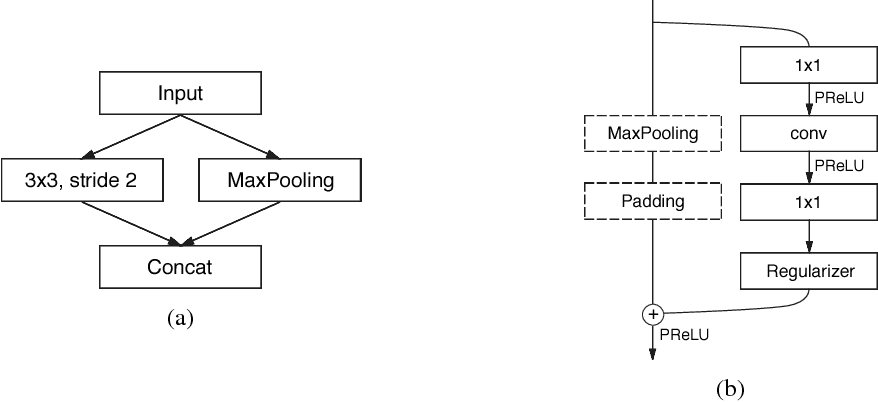 Input
3x3, stride 2
MaxPooling
Concat
(a)
1x1
PReLU
MaxPooling
conv
PReLU
Padding
1x1
Regularizer
+
PReLU
(b)